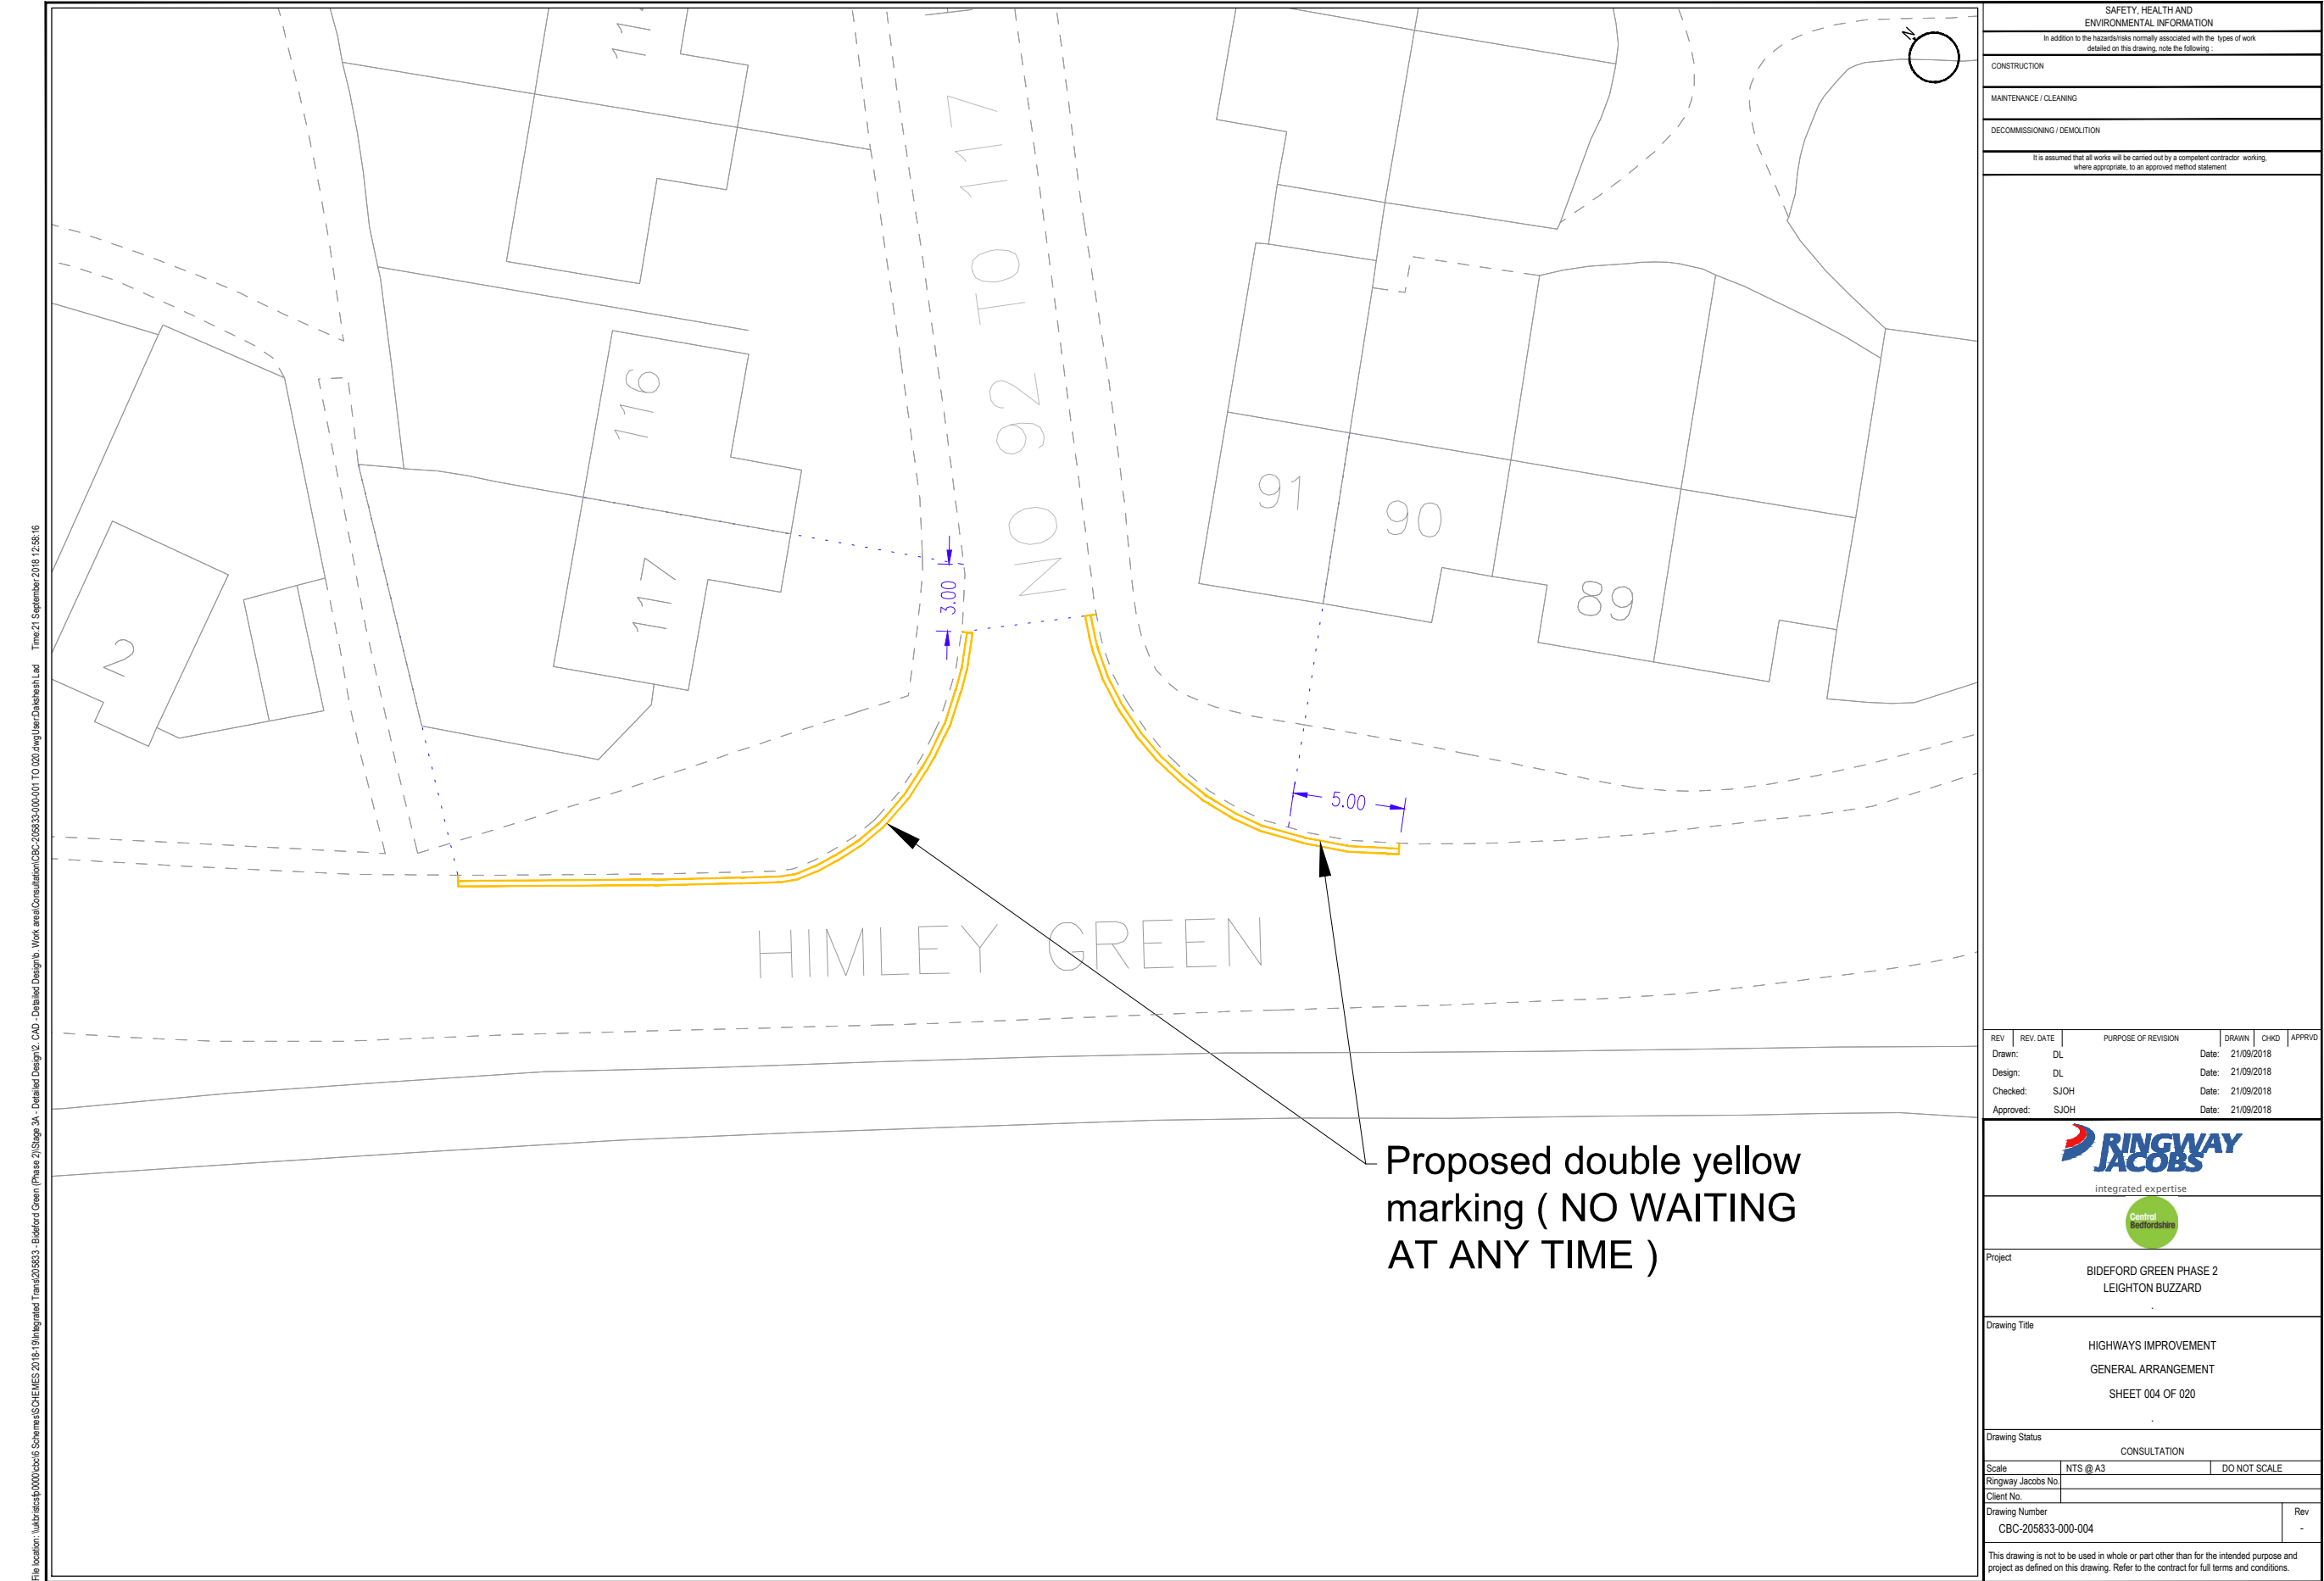 SAFETY, HEALTH AND
ENVIRONMENTAL INFORMATION
In addition to the hazards/risks normally associated with the types of work
detailed on this drawing, note the following :
CONSTRUCTION
MAINTENANCE / CLEANING
DECOMMISSIONING / DEMOLITION
It is assumed that all works will be carried out by a competent contractor working,
where appropriate, to an approved method statement
N
NO 92 TO 117
116
117
2
91
90
89
3.00
5.00
HIMLEY GREEN
Proposed double yellow
marking ( NO WAITING
AT ANY TIME )
REV REV. DATE PURPOSE OF REVISION DRAWN CHKD APPRVD
Drawn: DL Date: 21/09/2018
Design: DL Date: 21/09/2018
Checked: SJOH Date: 21/09/2018
Approved: SJOH Date: 21/09/2018
RINGWAY
JACOBS
integrated expertise
Central
Bedfordshire
Project
BIDEFORD GREEN PHASE 2
LEIGHTON BUZZARD
.
Drawing Title
HIGHWAYS IMPROVEMENT
GENERAL ARRANGEMENT
SHEET 004 OF 020
.
Drawing Status
CONSULTATION
Scale NTS @ A3 DO NOT SCALE
Ringway Jacobs No.
Client No.
Drawing Number Rev
CBC-205833-000-004 -
This drawing is not to be used in whole or part other than for the intended purpose and
project as defined on this drawing. Refer to the contract for full terms and conditions.
Time:21 September 2018 12:58:16